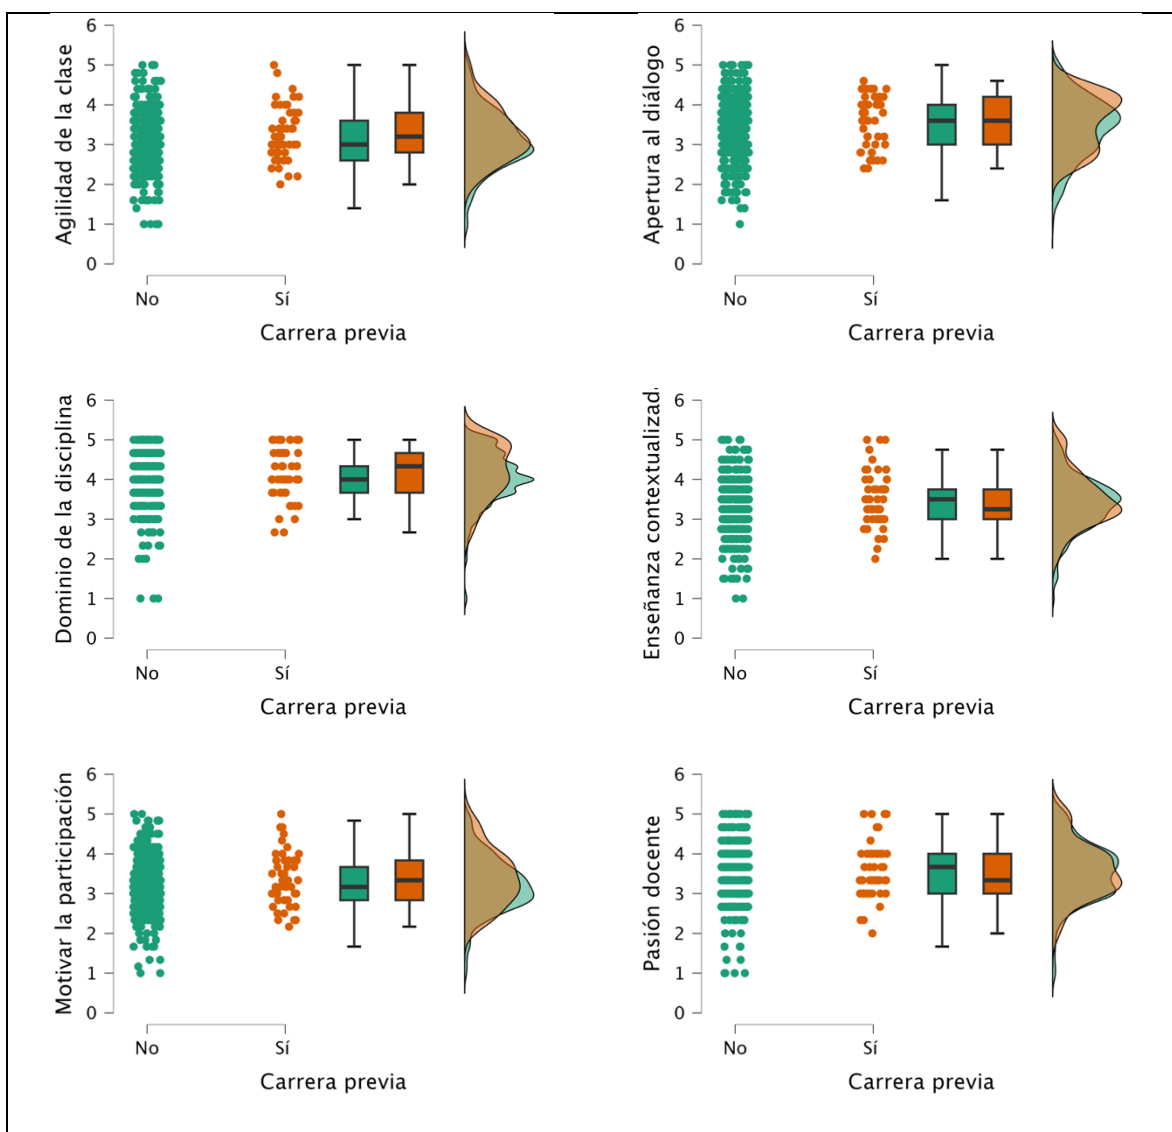 Agilidad de la clase
6
5
4
3
2
1
0
No Sí
Carrera previa
Apertura al diálogo
6
5
4
3
2
1
0
No Sí
Carrera previa
Dominio de la disciplina
6
5
4
3
2
1
0
No Sí
Carrera previa
Enseñanza contextualizad
6
5
4
3
2
1
0
No Sí
Carrera previa
Motivar la participación
6
5
4
3
2
1
0
No Sí
Carrera previa
Pasión docente
6
5
4
3
2
1
0
No Sí
Carrera previa